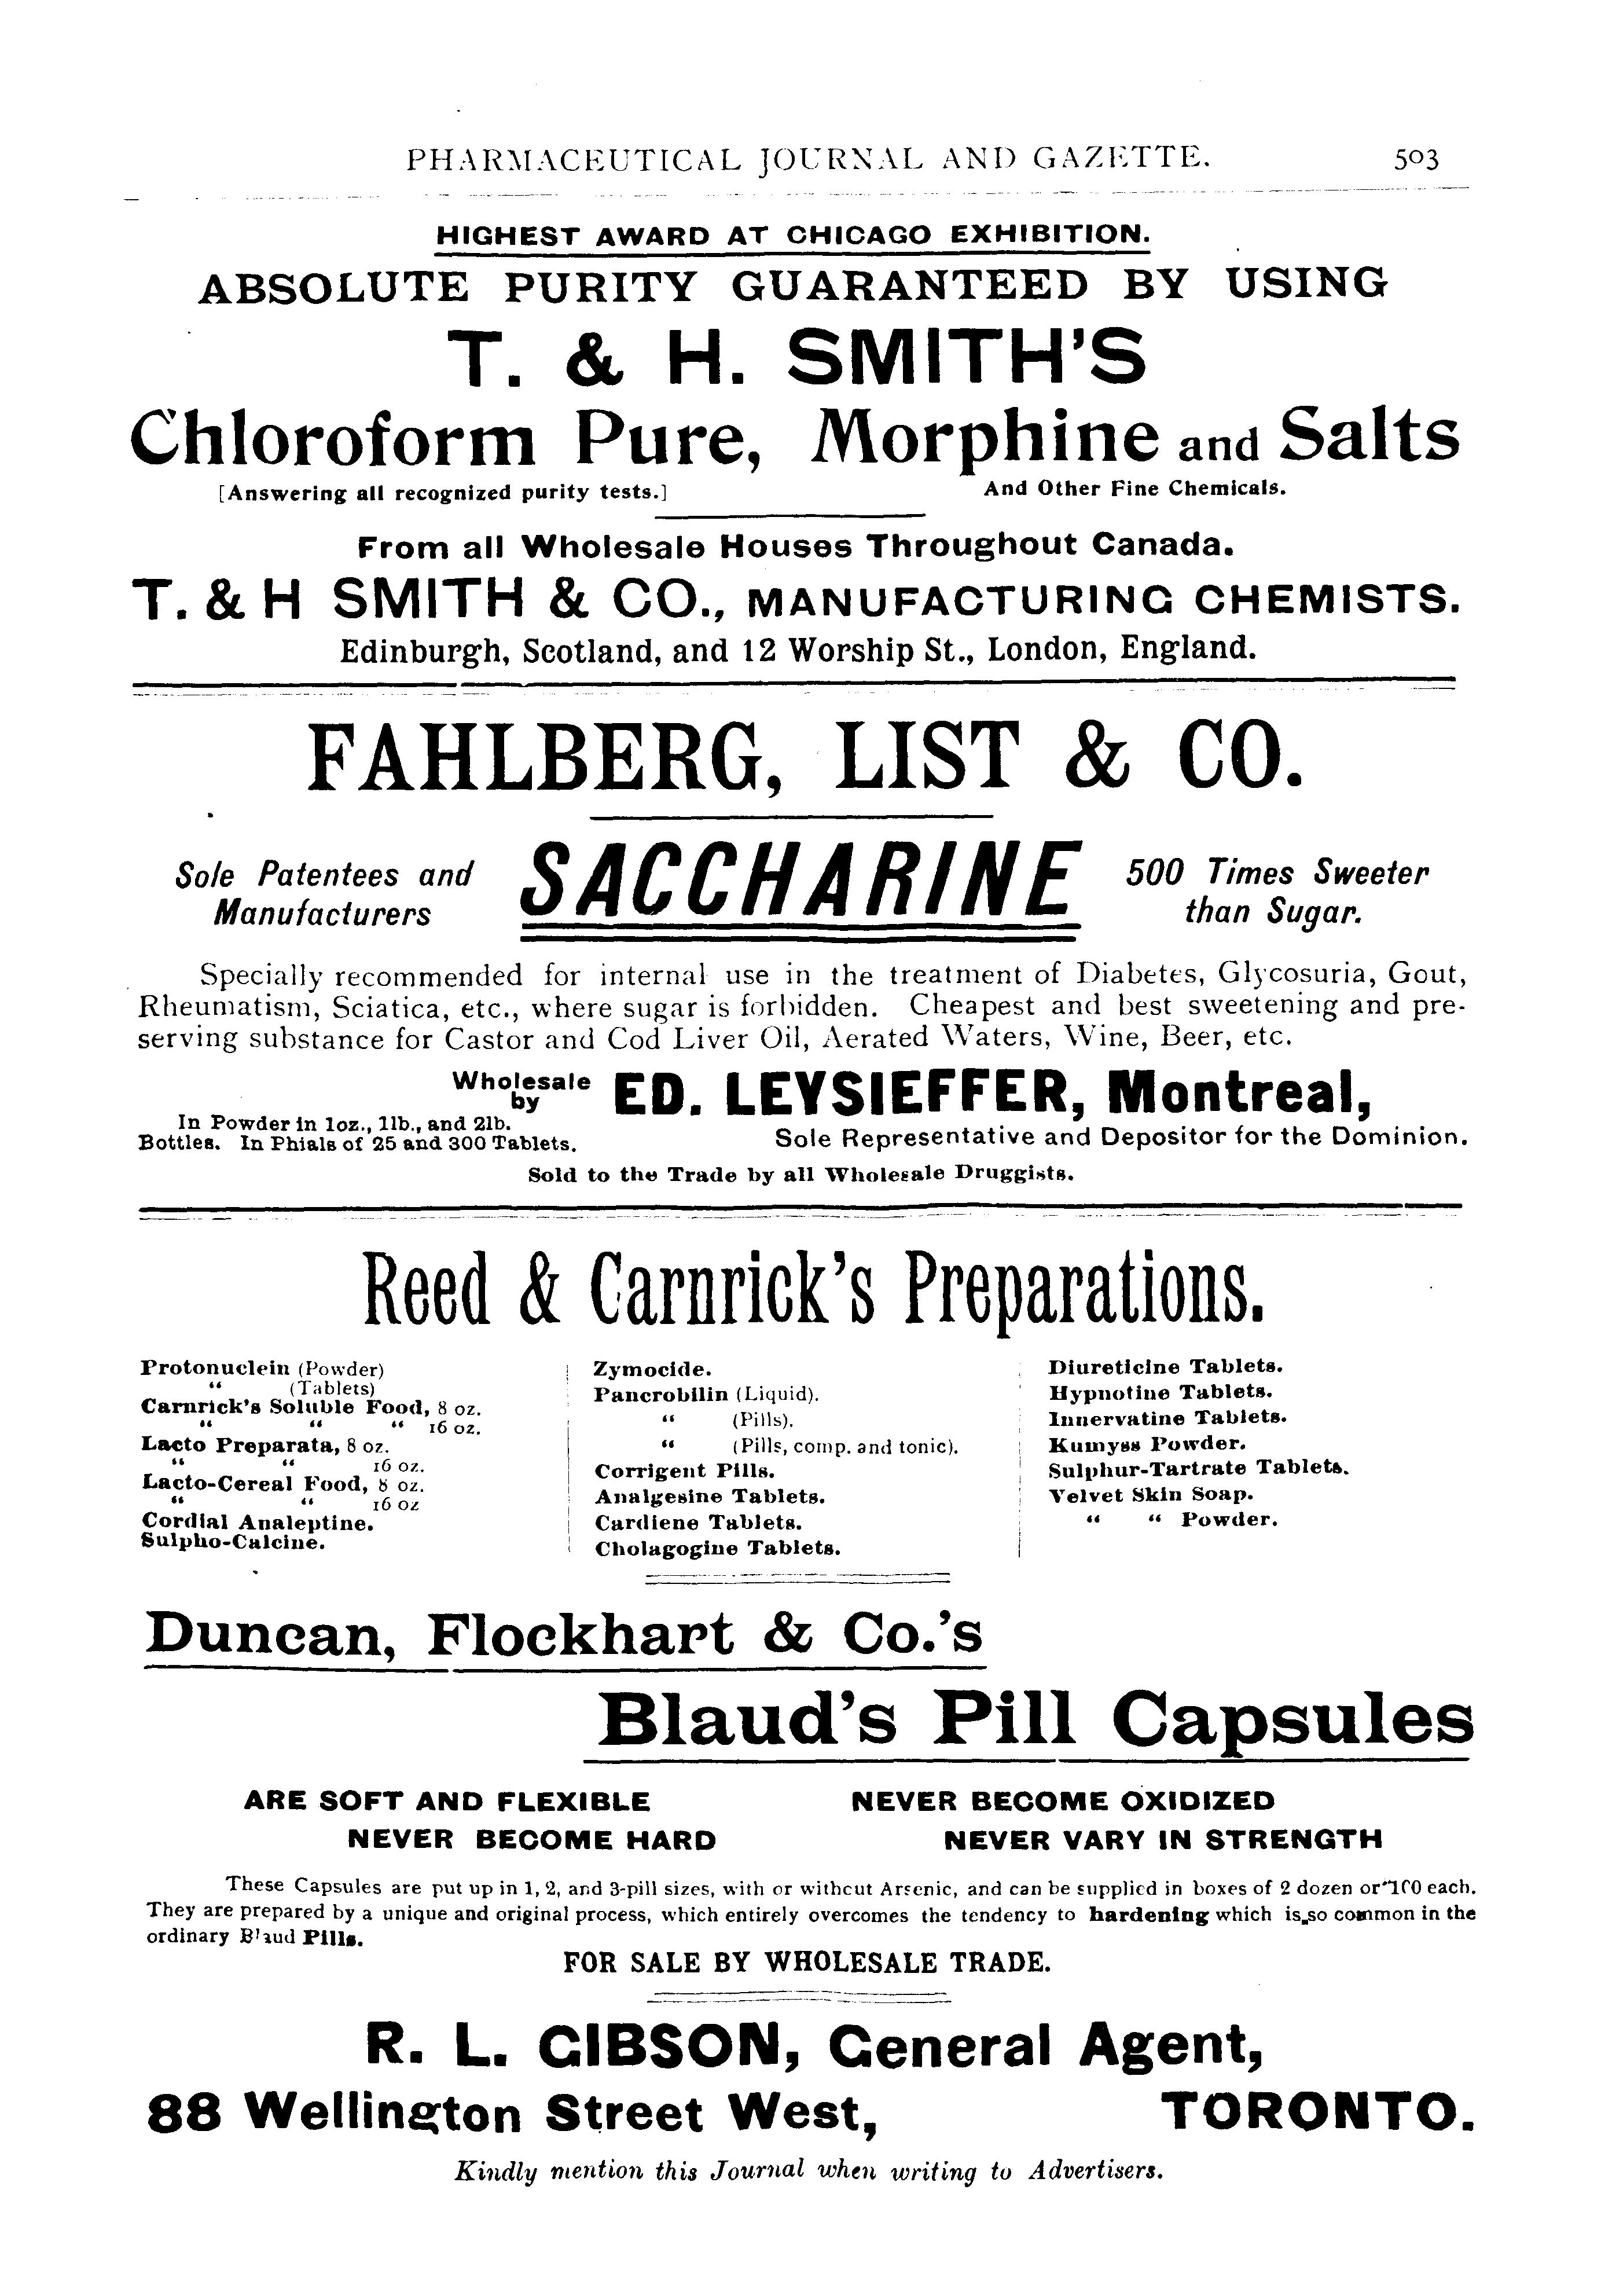 PHARMACEUTICAL JOURNAL AND GAZETTE. 503
HIGHEST AWARD AT CHICAGO EXHIBITION.
ABSOLUTE PURITY GUARANTEED BY USING
T. & H. SMITH'S
Chloroform Pure, Morphine and Salts
[Answering all recognized purity tests.] And Other Fine Chemicals.
From all Wholesale Houses Throughout Canada.
T. & H SMITH & CO., MANUFACTURING CHEMISTS.
Edinburgh, Scotland, and 12 Worship St., London, England.
FAHLBERG, LIST & CO.
Sole Patentees and
Manufacturers
SACCHARINE
500 Times Sweeter
than Sugar.
Specially recommended for internal use in the treatment of Diabetes, Glycosuria, Gout,
Rheumatism, Sciatica, etc., where sugar is forbidden. Cheapest and best sweetening and pre-
serving substance for Castor and Cod Liver Oil, Aerated Waters, Wine, Beer, etc.
Wholesale
by
ED. LEYSIEFFER, Montreal,
In Powder in 1oz., 1lb., and 2lb.
Bottles. In Phials of 25 and 300 Tablets.
Sole Representative and Depositor for the Dominion.
Sold to the Trade by all Wholesale Druggists.
Reed & Carnrick's Preparations.
Protonuclein (Powder)
" (Tablets)
Carnrick's Soluble Food, 8 oz.
" " " 16 oz.
Lacto Preparata, 8 oz.
" " 16 oz.
Lacto-Cereal Food, 8 oz.
" " 16 oz
Cordial Analeptine.
Sulpho-Calcine.
Zymocide.
Pancrobilin (Liquid).
" (Pills).
" (Pills, comp. and tonic).
Corrigent Pills.
Analgesine Tablets.
Cardiene Tablets.
Cholagogine Tablets.
Diureticine Tablets.
Hypnotine Tablets.
Innervatine Tablets.
Kumyss Powder.
Sulphur-Tartrate Tablets.
Velvet Skin Soap.
" " Powder.
Duncan, Flockhart & Co.'s
Blaud's Pill Capsules
ARE SOFT AND FLEXIBLE NEVER BECOME OXIDIZED
NEVER BECOME HARD NEVER VARY IN STRENGTH
These Capsules are put up in 1, 2, and 3-pill sizes, with or without Arsenic, and can be supplied in boxes of 2 dozen or 100 each.
They are prepared by a unique and original process, which entirely overcomes the tendency to hardening which is so common in the
ordinary Blaud Pills.
FOR SALE BY WHOLESALE TRADE.
R. L. GIBSON, General Agent,
88 Wellington Street West, TORONTO.
Kindly mention this Journal when writing to Advertisers.